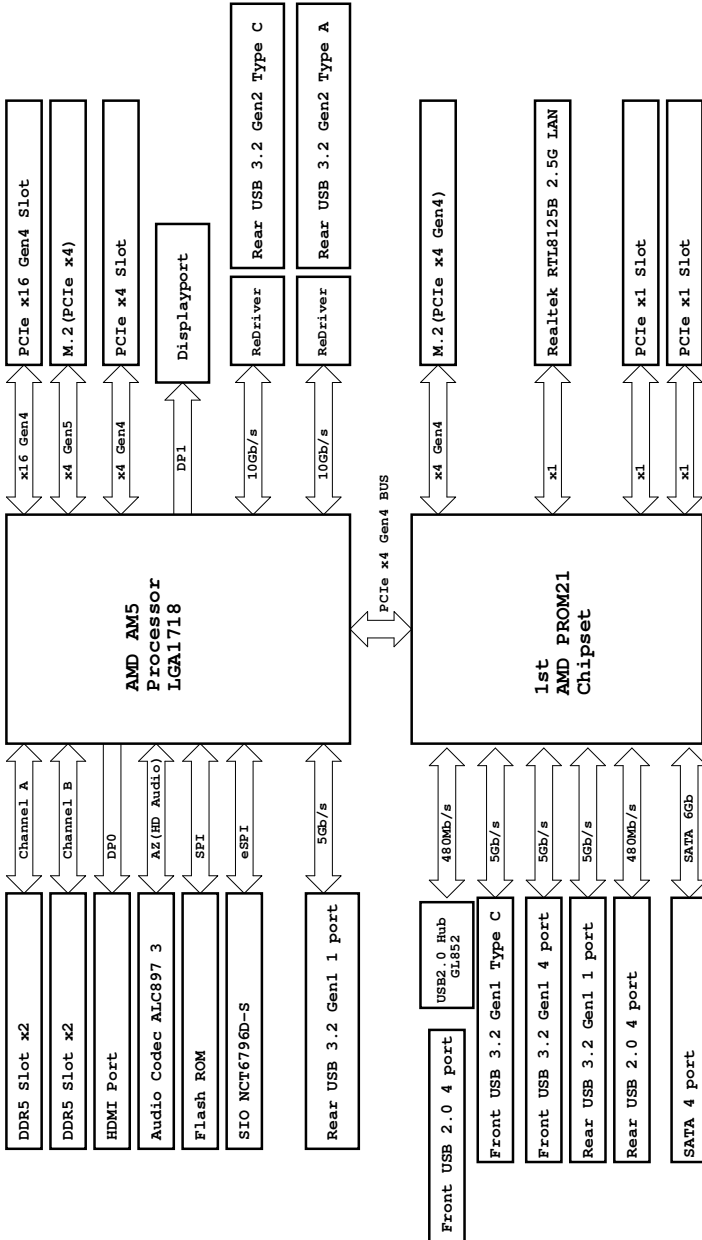 DDR5 Slot x2
Channel A
x16 Gen4
PCIe x16 Gen4 Slot
DDR5 Slot x2
Channel B
x4 Gen5
M.2(PCIe x4)
HDMI Port
DP0
x4 Gen4
PCIe x4 Slot
Audio Codec ALC897 3
AZ(HD Audio)
AMD AM5
Processor
LGA1718
DP1
Displayport
Flash ROM
SPI
SIO NCT6796D-S
eSPI
10Gb/s
ReDriver
Rear USB 3.2 Gen2 Type C
Rear USB 3.2 Gen1 1 port
5Gb/s
10Gb/s
ReDriver
Rear USB 3.2 Gen2 Type A
PCIe x4 Gen4 BUS
Front USB 2.0 4 port
USB2.0 Hub
GL852
480Mb/s
x4 Gen4
M.2(PCIe x4 Gen4)
Front USB 3.2 Gen1 Type C
5Gb/s
Front USB 3.2 Gen1 4 port
5Gb/s
1st
AMD PROM21
Chipset
x1
Realtek RTL8125B 2.5G LAN
Rear USB 3.2 Gen1 1 port
5Gb/s
Rear USB 2.0 4 port
480Mb/s
x1
PCIe x1 Slot
SATA 4 port
SATA 6Gb
x1
PCIe x1 Slot